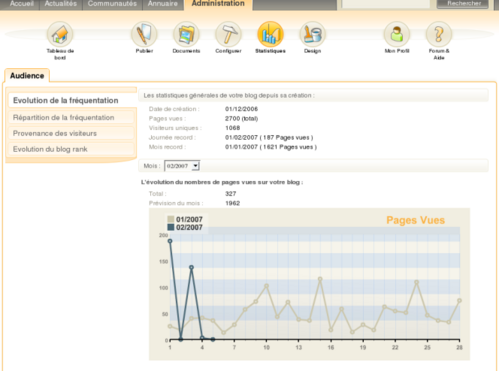 Accueil Actualités Communautés Annuaire Administration Rechercher
Tableau de bord Publier Documents Configurer Statistiques Design Mon Profil Forum & Aide
Audience
Evolution de la fréquentation
Répartition de la fréquentation
Provenance des visiteurs
Evolution du blog rank
Les statistiques générales de votre blog depuis sa création :
Date de création : 01/12/2006
Pages vues : 2700 (total)
Visiteurs uniques : 1068
Journée record : 01/02/2007 ( 187 Pages vues )
Mois record : 01/01/2007 ( 1621 Pages vues )
Mois : 02/2007
L'évolution du nombres de pages vues sur votre blog :
Total : 327
Prévision du mois : 1962
01/2007
02/2007
Pages Vues
200
150
100
50
0
1 4 7 10 13 16 19 22 25 28